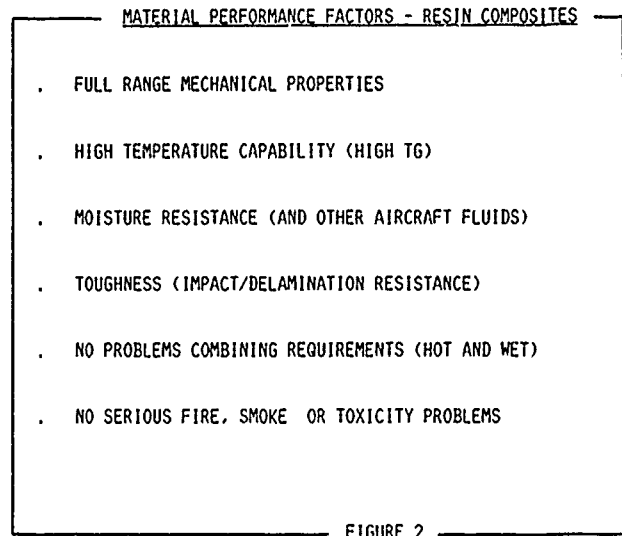 MATERIAL PERFORMANCE FACTORS - RESIN COMPOSITES
. FULL RANGE MECHANICAL PROPERTIES
. HIGH TEMPERATURE CAPABILITY (HIGH TG)
. MOISTURE RESISTANCE (AND OTHER AIRCRAFT FLUIDS)
. TOUGHNESS (IMPACT/DELAMINATION RESISTANCE)
. NO PROBLEMS COMBINING REQUIREMENTS (HOT AND WET)
. NO SERIOUS FIRE, SMOKE OR TOXICITY PROBLEMS
FIGURE 2